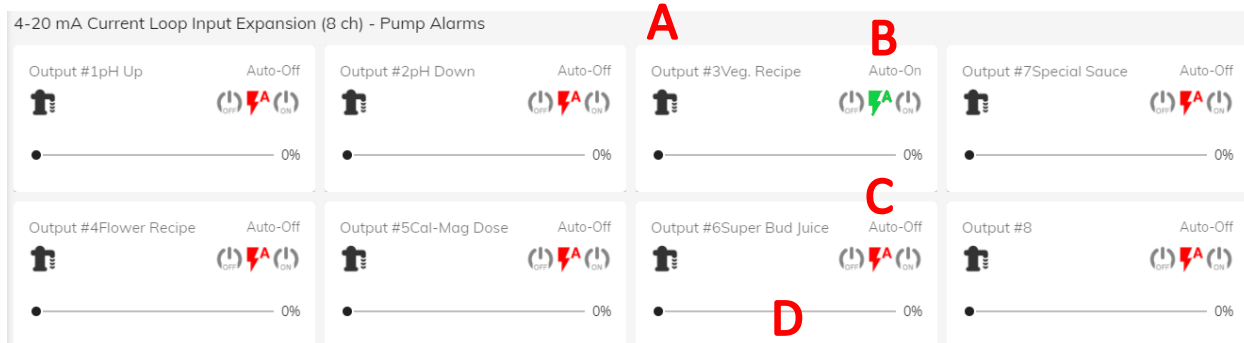 4-20 mA Current Loop Input Expansion (8 ch) - Pump Alarms
A
B
Output #1pH Up Auto-Off
OFF A ON
0%
Output #2pH Down Auto-Off
OFF A ON
0%
Output #3Veg. Recipe Auto-On
OFF A ON
0%
Output #7Special Sauce Auto-Off
OFF A ON
0%
C
Output #4Flower Recipe Auto-Off
OFF A ON
0%
Output #5Cal-Mag Dose Auto-Off
OFF A ON
0%
Output #6Super Bud Juice Auto-Off
OFF A ON
0%
D
Output #8 Auto-Off
OFF A ON
0%